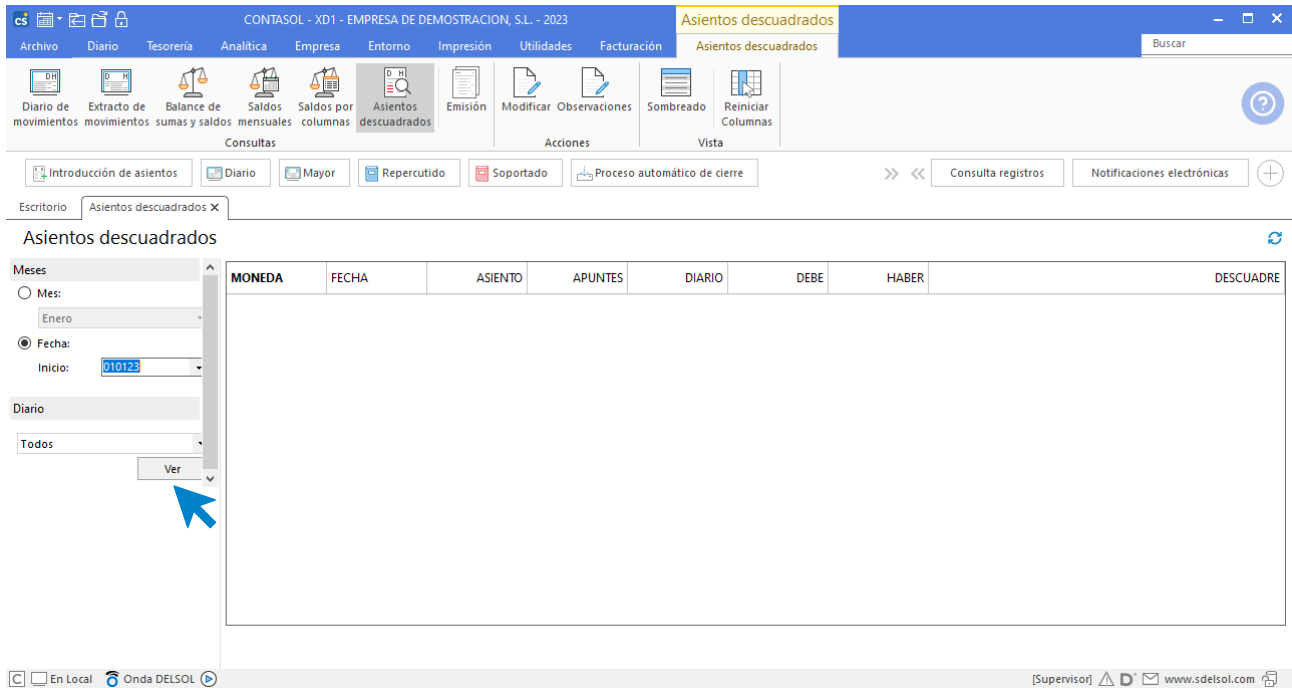 cs CONTASOL - XD1 - EMPRESA DE DEMOSTRACION, S.L. - 2023 Asientos descuadrados
Archivo Diario Tesorería Analítica Empresa Entorno Impresión Utilidades Facturación Asientos descuadrados Buscar
Diario de movimientos
Extracto de movimientos
Balance de sumas y saldos
Saldos mensuales
Saldos por columnas
Asientos descuadrados
Emisión
Modificar
Observaciones
Sombreado
Reiniciar Columnas
Consultas Acciones Vista
Introducción de asientos Diario Mayor Repercutido Soportado Proceso automático de cierre Consulta registros Notificaciones electrónicas
Escritorio Asientos descuadrados
Asientos descuadrados
Meses
Mes:
Enero
Fecha:
Inicio: 010123
Diario
Todos
Ver
MONEDA FECHA ASIENTO APUNTES DIARIO DEBE HABER DESCUADRE
C En Local Onda DELSOL [Supervisor] D www.sdelsol.com